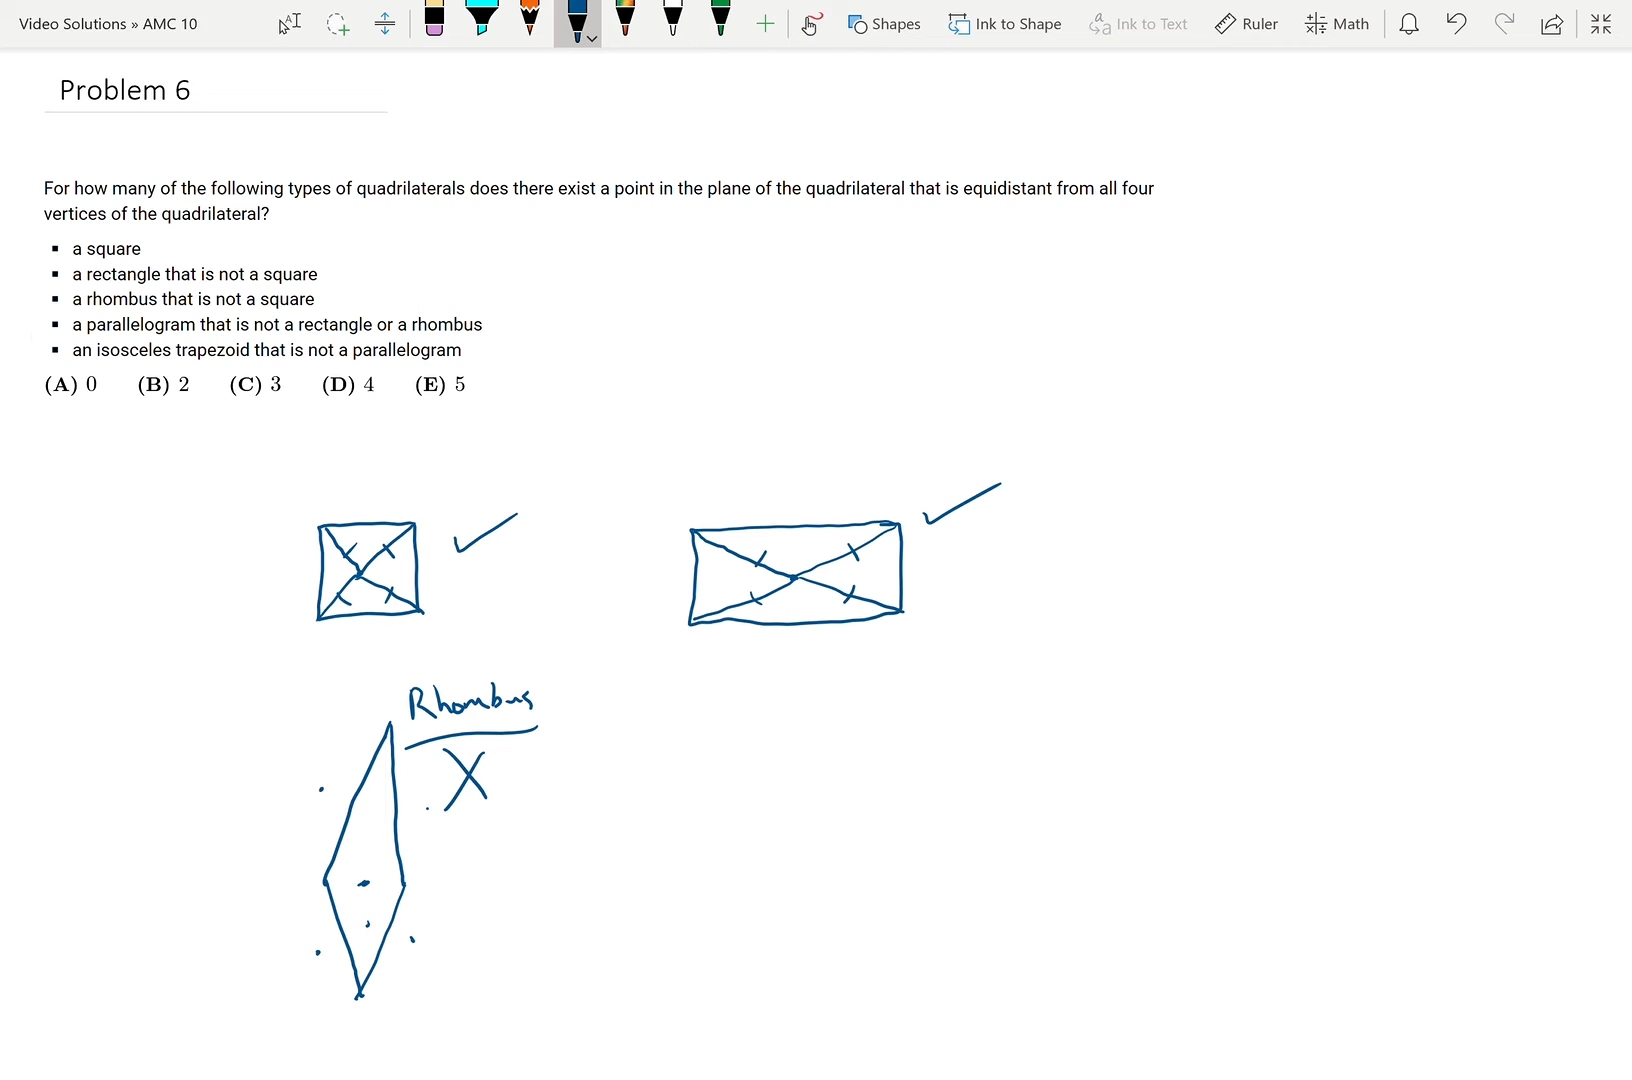 Video Solutions » AMC 10
Shapes
Ink to Shape
Ink to Text
Ruler
Math
Problem 6
For how many of the following types of quadrilaterals does there exist a point in the plane of the quadrilateral that is equidistant from all four
vertices of the quadrilateral?
▪ a square
▪ a rectangle that is not a square
▪ a rhombus that is not a square
▪ a parallelogram that is not a rectangle or a rhombus
▪ an isosceles trapezoid that is not a parallelogram
(A) 0 (B) 2 (C) 3 (D) 4 (E) 5
Rhombus
X